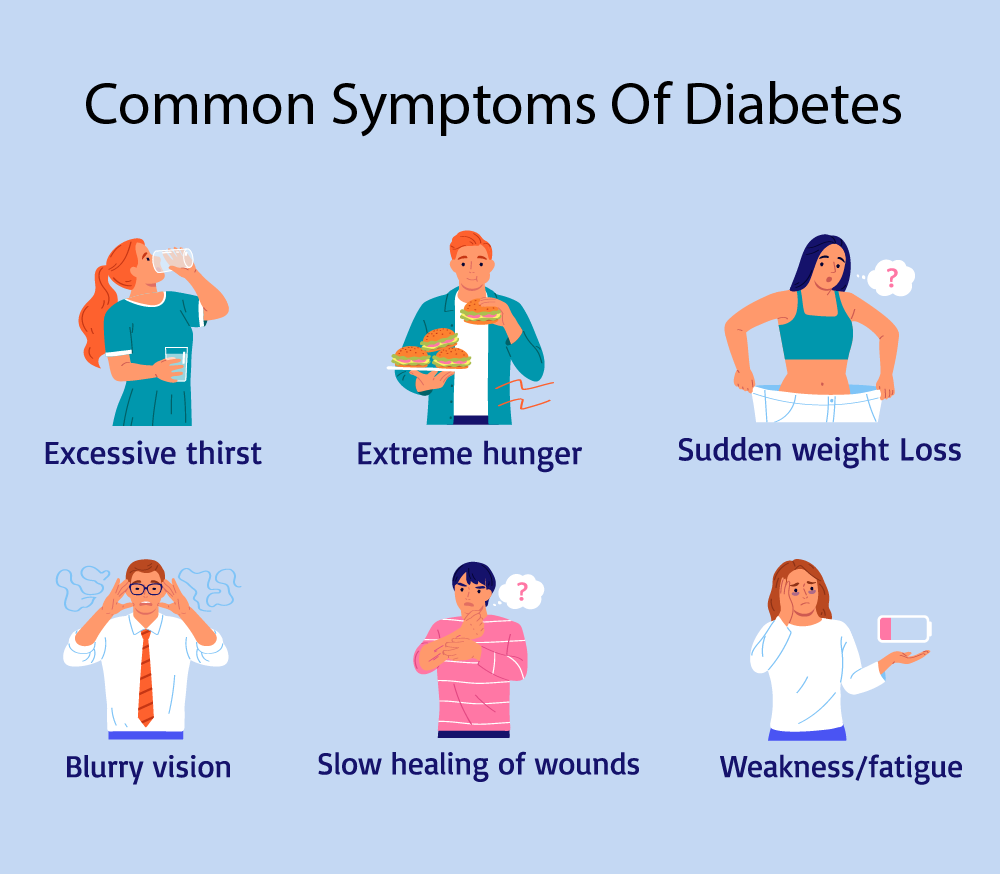 Common Symptoms Of Diabetes
?
Excessive thirst
Extreme hunger
Sudden weight Loss
?
Blurry vision
Slow healing of wounds
Weakness/fatigue